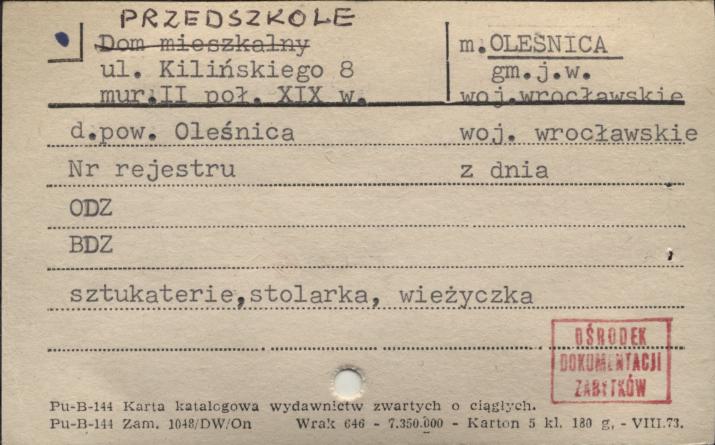 PRZEDSZKOLE
Dom mieszkalny m.OLEŚNICA
ul. Kilińskiego 8 gm.j.w.
mur.II poł. XIX w. woj.wrocławskie
d.pow. Oleśnica woj. wrocławskie
Nr rejestru z dnia
ODZ
BDZ
sztukaterie,stolarka, wieżyczka
OŚRODEK
DOKUMENTACJI
ZABYTKÓW
Pu-B-144 Karta katalogowa wydawnictw zwartych o ciągłych.
Pu-B-144 Zam. 1048/DW/On Wrak 646 - 7.350.000 - Karton 5 kl. 180 g, - VIII.73.